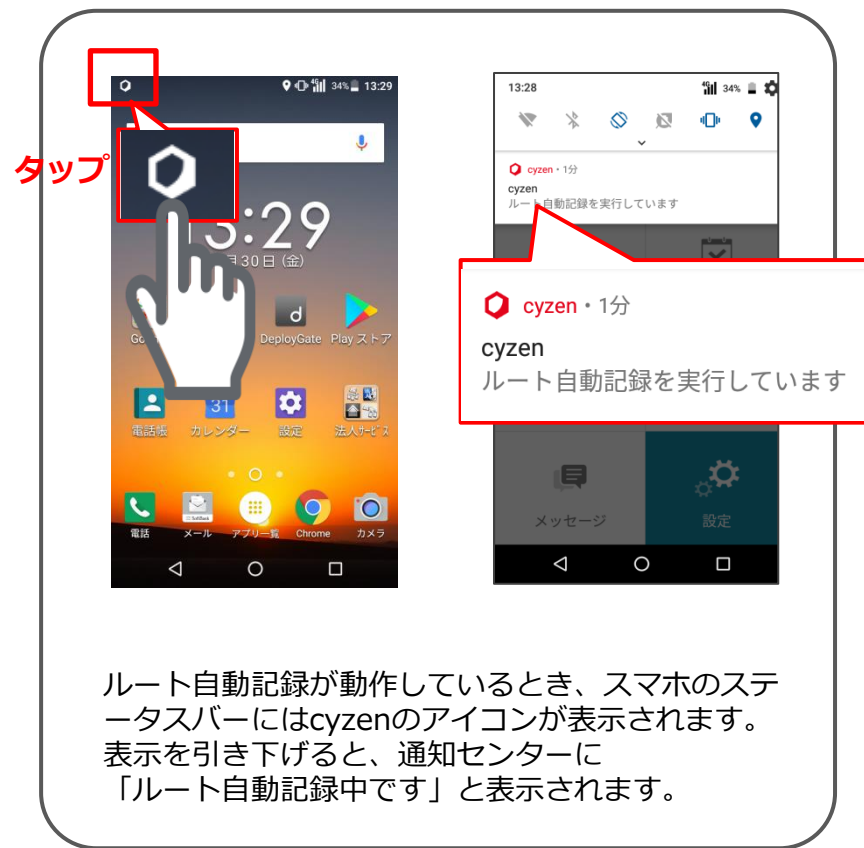 34% 13:29
タップ
13:29
月30日(金)
DeployGate
Play ストア
31
電話帳
カレンダー
設定
法人サービス
電話
メール
アプリ一覧
Chrome
カメラ
13:28
4G 34%
cyzen・1分
cyzen
ルート自動記録を実行しています
cyzen・1分
cyzen
ルート自動記録を実行しています
メッセージ
設定
ルート自動記録が動作しているとき、スマホのステ
ータスバーにはcyzenのアイコンが表示されます。
表示を引き下げると、通知センターに
「ルート自動記録中です」と表示されます。